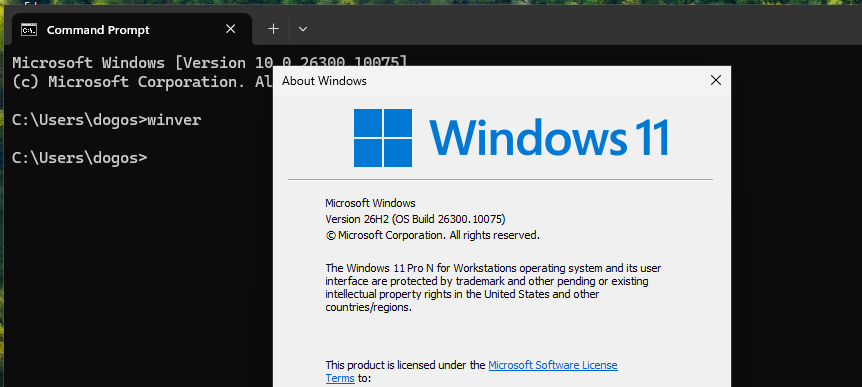 Command Prompt
Microsoft Windows [Version 10.0.26300.10075]
(c) Microsoft Corporation. Al
C:\Users\dogos>winver
C:\Users\dogos>
About Windows
Windows 11
Microsoft Windows
Version 26H2 (OS Build 26300.10075)
© Microsoft Corporation. All rights reserved.
The Windows 11 Pro N for Workstations operating system and its user
interface are protected by trademark and other pending or existing
intellectual property rights in the United States and other
countries/regions.
This product is licensed under the Microsoft Software License
Terms to: